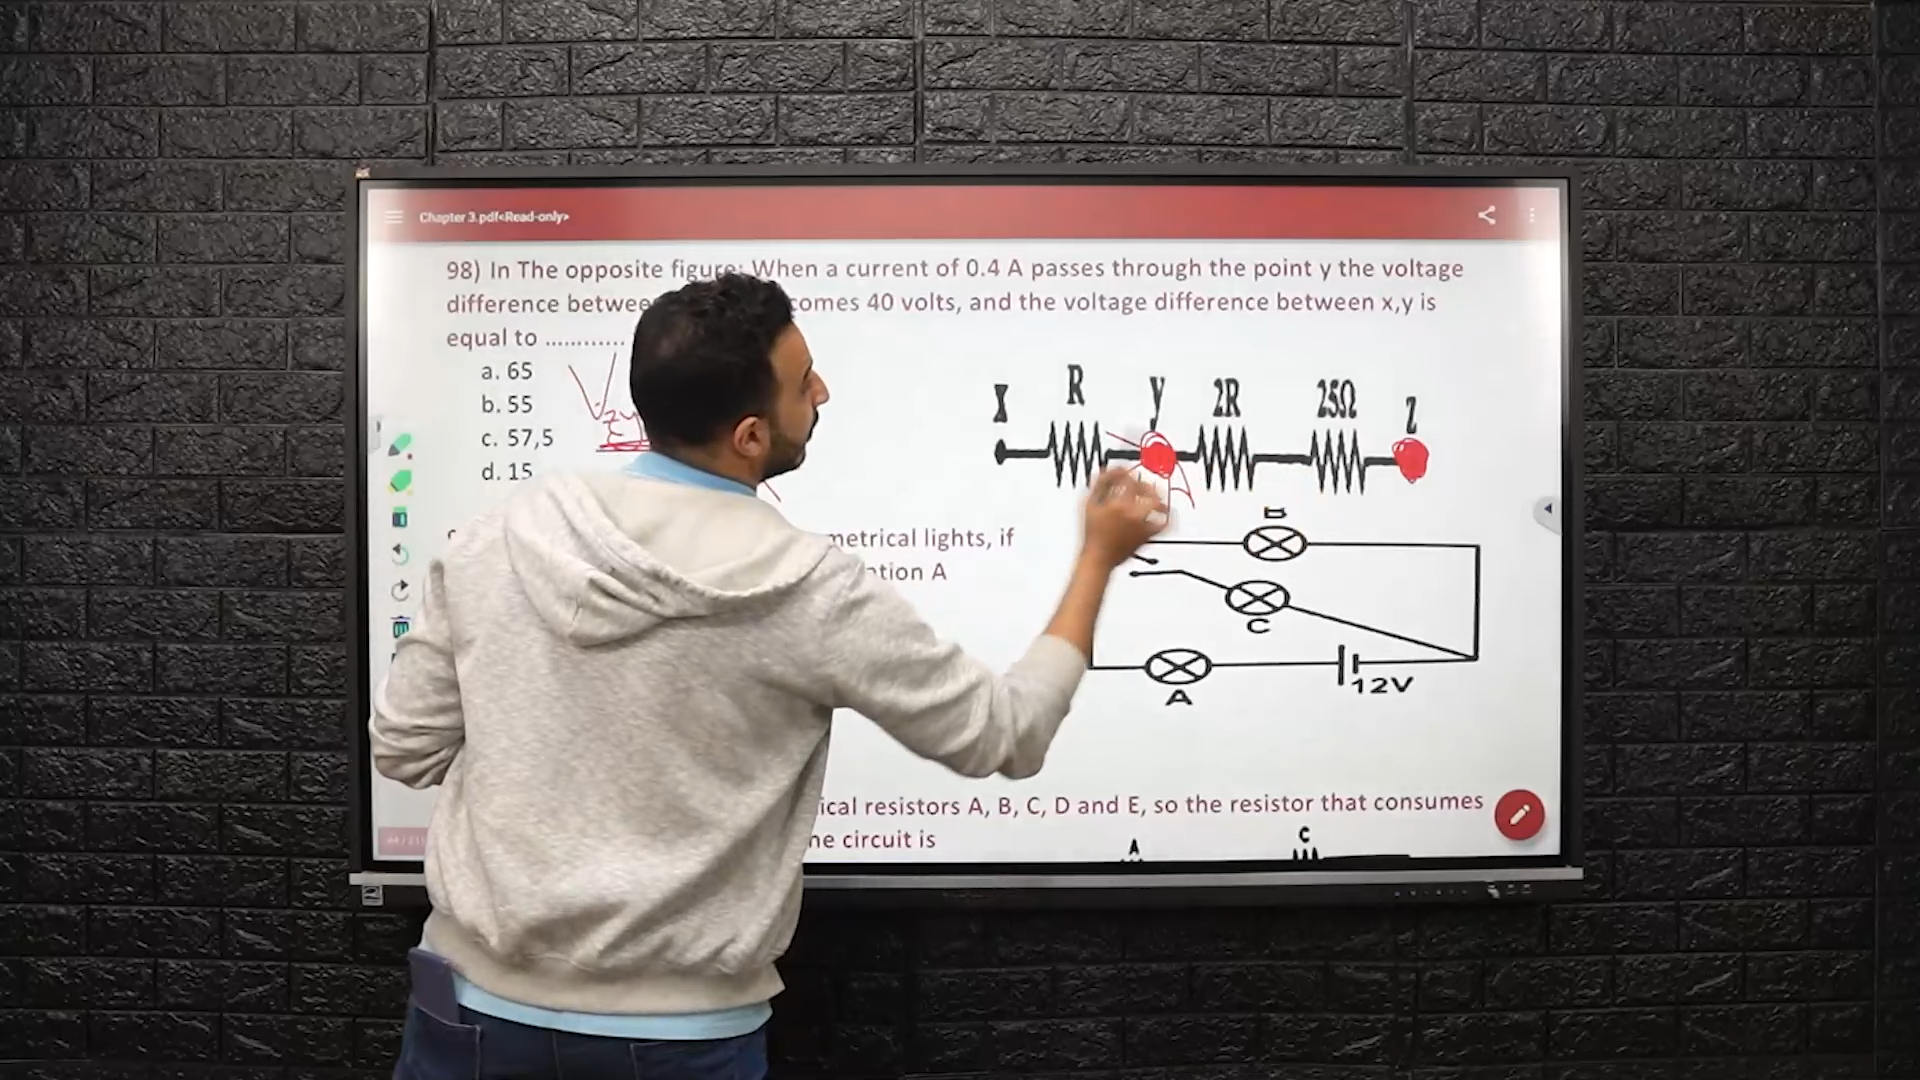 Chapter 3.pdf<Read-only>
98) In The opposite figure: When a current of 0.4 A passes through the point y the voltage
difference betwee comes 40 volts, and the voltage difference between x,y is
equal to ............
a. 65
b. 55
c. 57,5
d. 15
X R y 2R 25Ω Z
V zy
metrical lights, if
ation A
B
C
A
12V
ical resistors A, B, C, D and E, so the resistor that consumes
he circuit is
A C